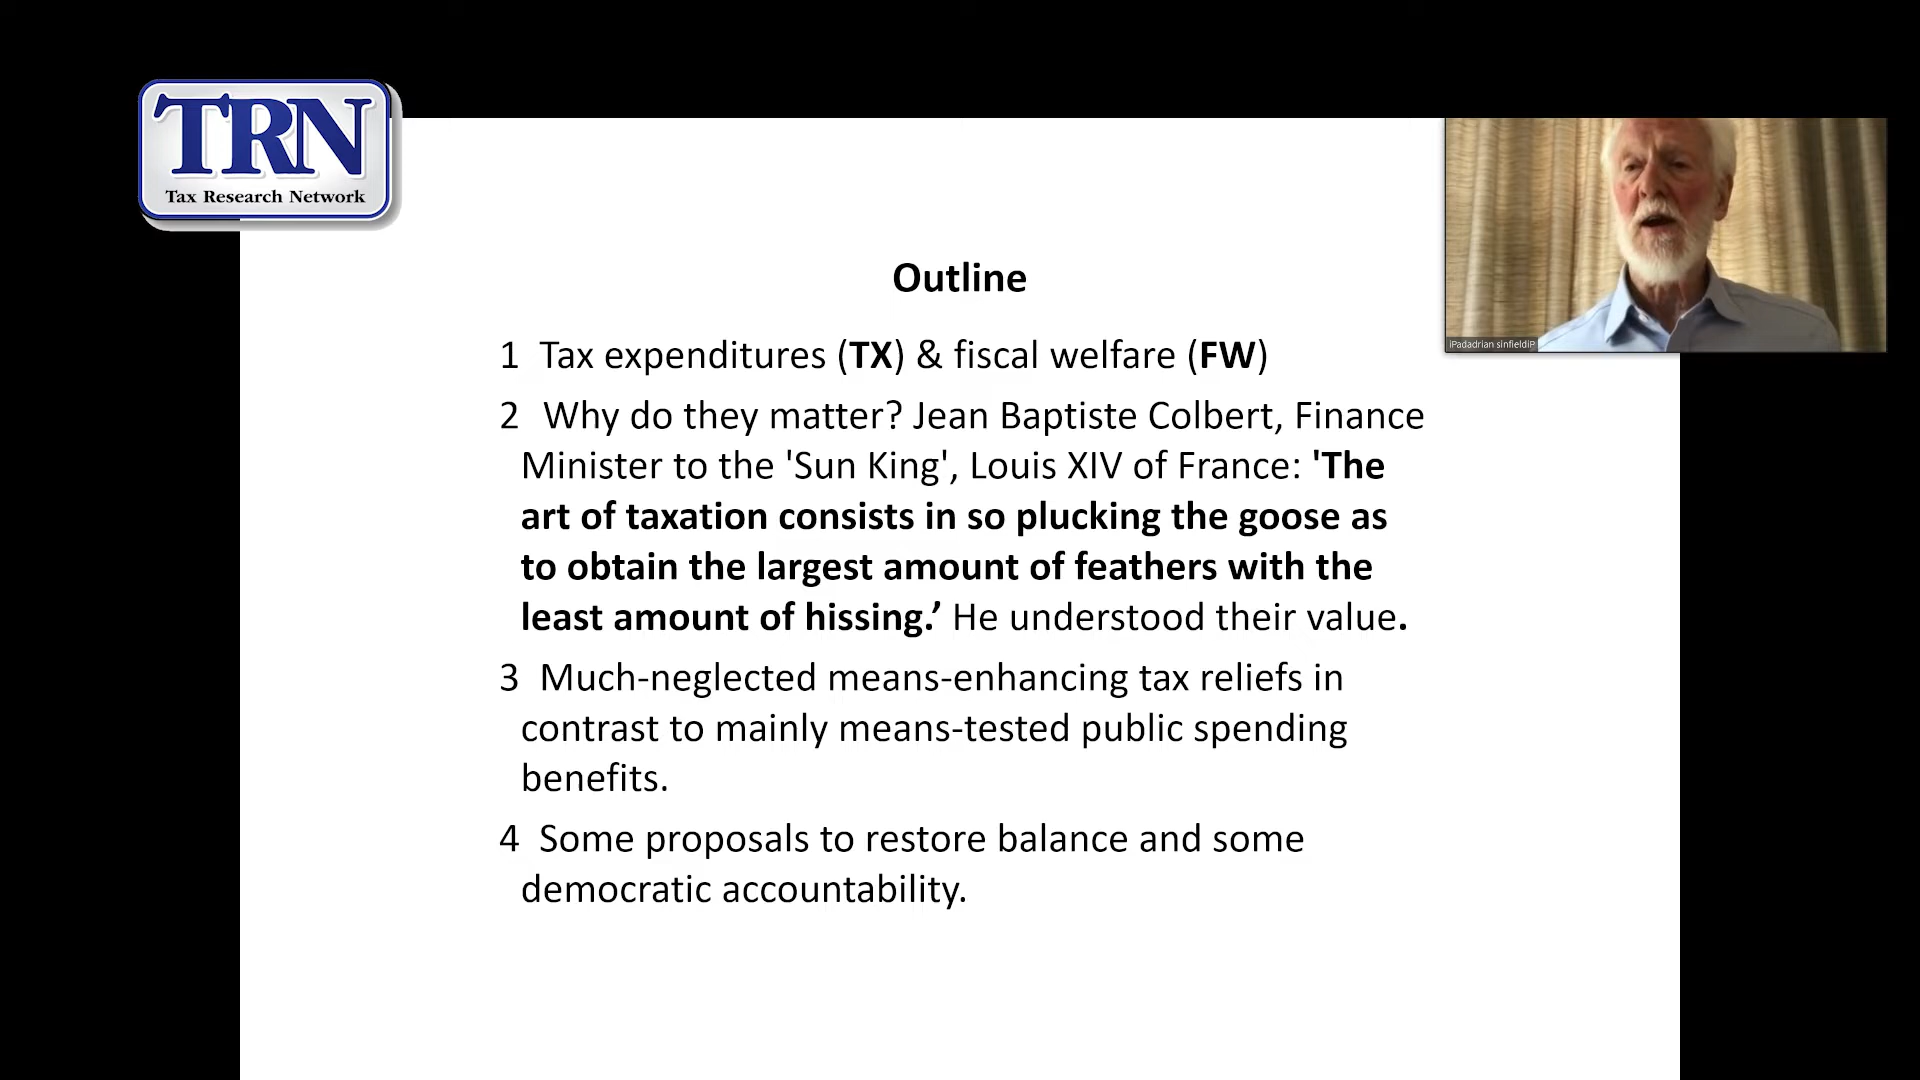 TRN
Tax Research Network
Outline
1 Tax expenditures (TX) & fiscal welfare (FW)
2 Why do they matter? Jean Baptiste Colbert, Finance
Minister to the 'Sun King', Louis XIV of France: 'The
art of taxation consists in so plucking the goose as
to obtain the largest amount of feathers with the
least amount of hissing.’ He understood their value.
3 Much-neglected means-enhancing tax reliefs in
contrast to mainly means-tested public spending
benefits.
4 Some proposals to restore balance and some
democratic accountability.
iPadadrian sinfieldiP